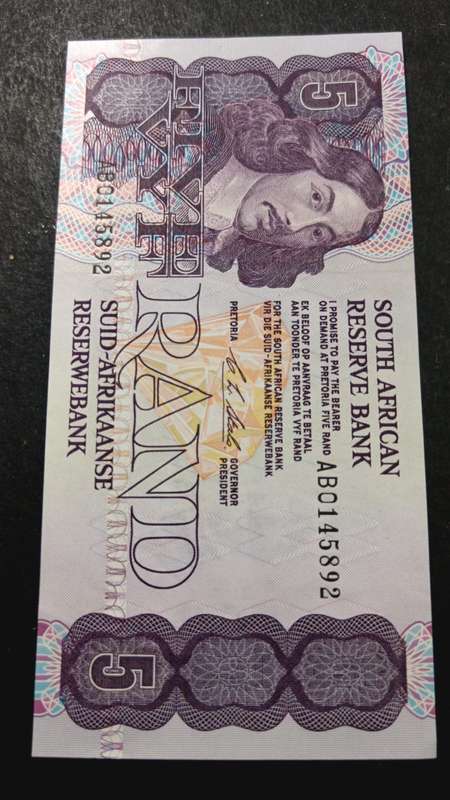 5
SOUTH AFRICAN
RESERVE BANK
I PROMISE TO PAY THE BEARER
ON DEMAND AT PRETORIA FIVE RAND
EK BELOOF OP AANVRAAG TE BETAAL
AAN TOONDER TE PRETORIA VYF RAND
AB0145892
FOR THE SOUTH AFRICAN RESERVE BANK
VIR DIE SUID-AFRIKAANSE RESERWEBANK
PRETORIA
GOVERNOR
PRESIDENT
FIVE
VYF
RAND
AB0145892
SUID-AFRIKAANSE
RESERWEBANK
5